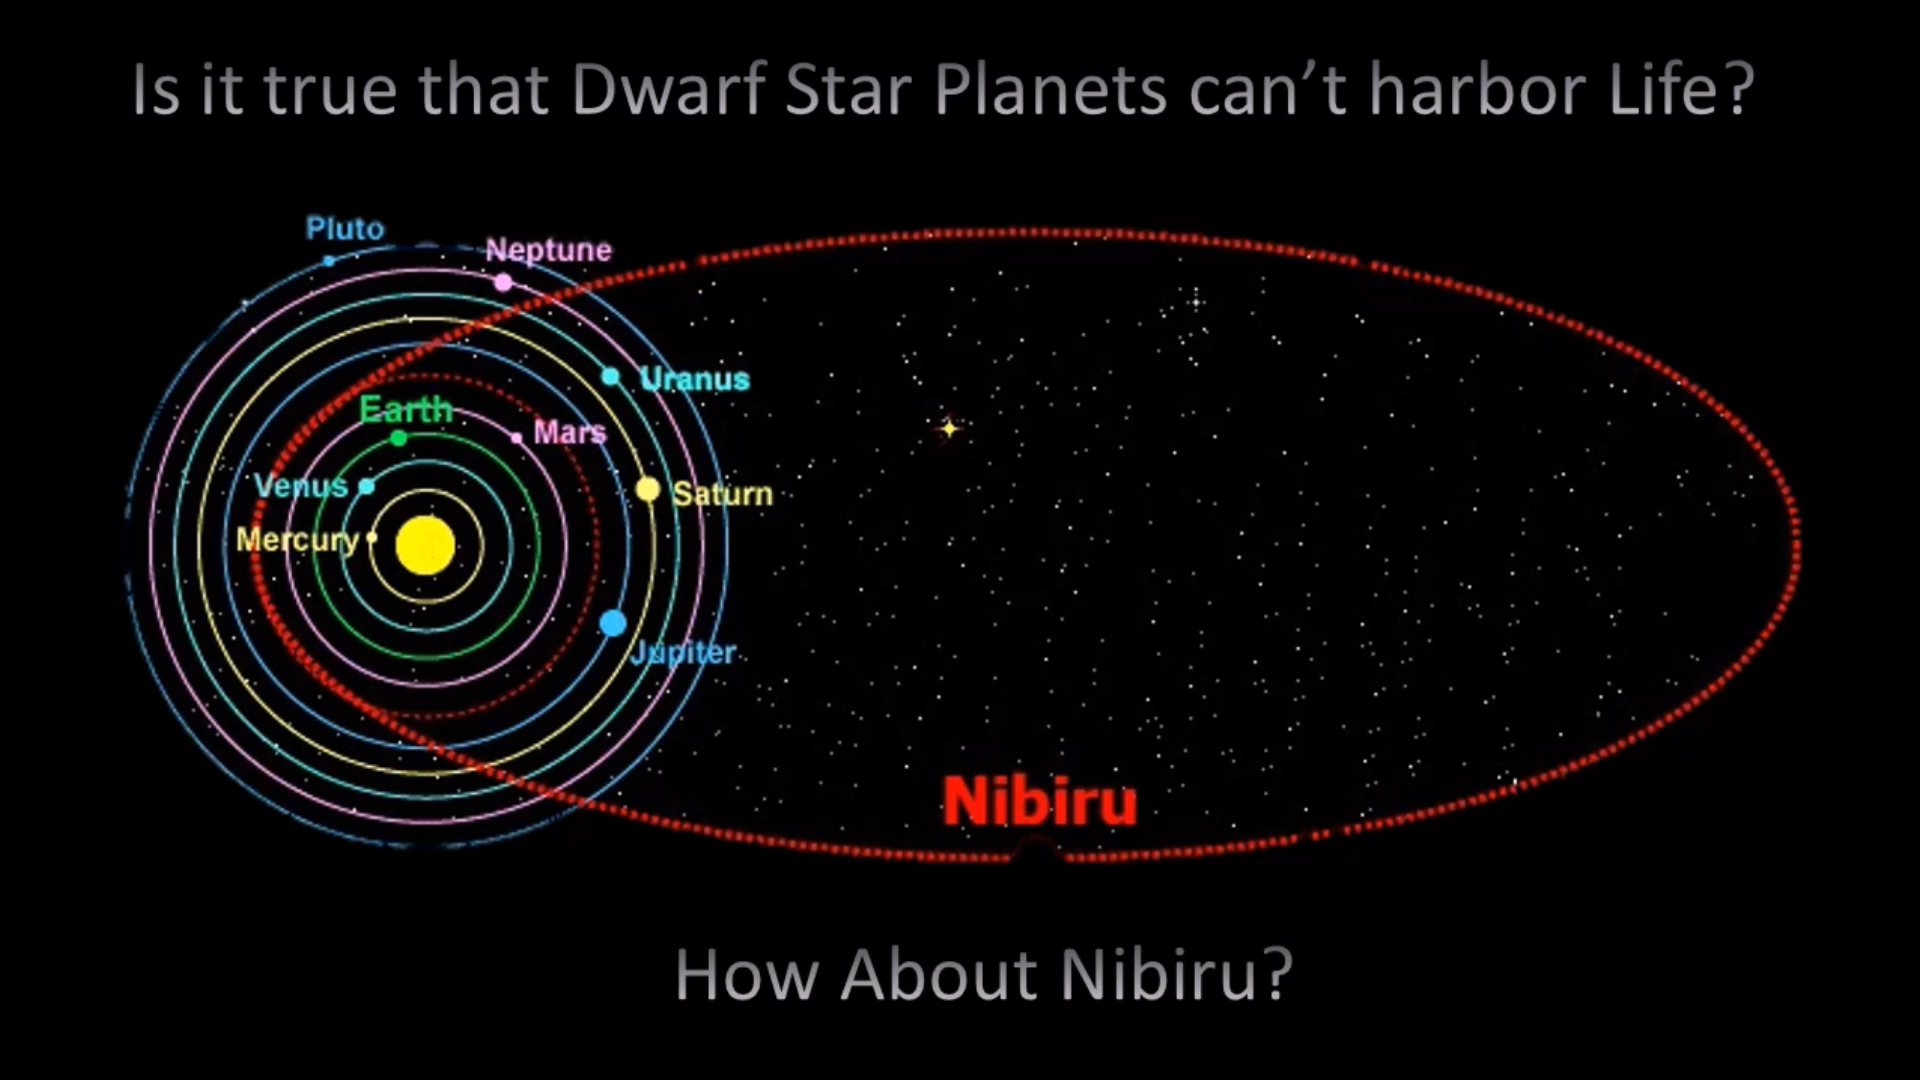 Is it true that Dwarf Star Planets can’t harbor Life?
Pluto
Neptune
Uranus
Earth
Mars
Venus
Saturn
Mercury
Jupiter
Nibiru
How About Nibiru?